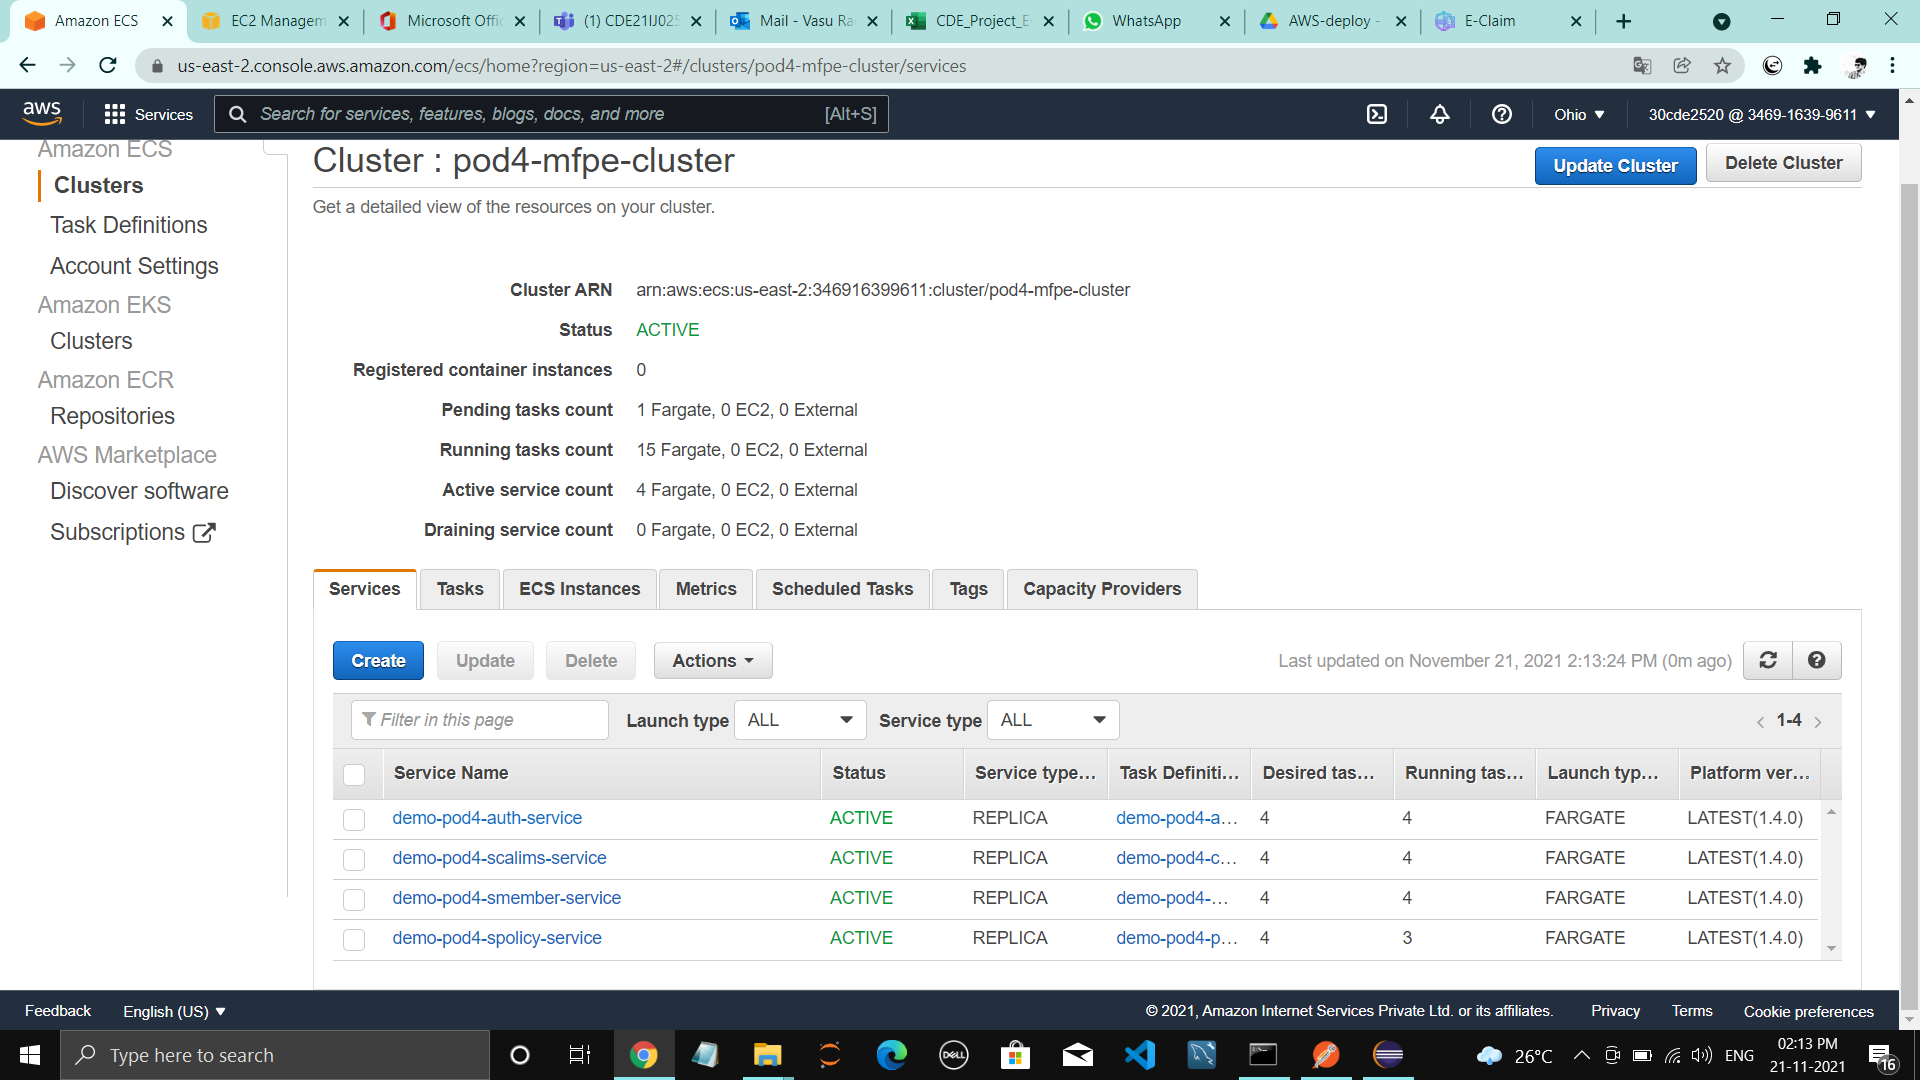 Amazon ECS
EC2 Managem
Microsoft Offic
(1) CDE21IJ025
Mail - Vasu Ra
CDE_Project_E
WhatsApp
AWS-deploy -
E-Claim
us-east-2.console.aws.amazon.com/ecs/home?region=us-east-2#/clusters/pod4-mfpe-cluster/services
aws
Services
Search for services, features, blogs, docs, and more
[Alt+S]
Ohio
30cde2520 @ 3469-1639-9611
Amazon ECS
Clusters
Task Definitions
Account Settings
Amazon EKS
Clusters
Amazon ECR
Repositories
AWS Marketplace
Discover software
Subscriptions
Cluster : pod4-mfpe-cluster
Update Cluster
Delete Cluster
Get a detailed view of the resources on your cluster.
Cluster ARN arn:aws:ecs:us-east-2:346916399611:cluster/pod4-mfpe-cluster
Status ACTIVE
Registered container instances 0
Pending tasks count 1 Fargate, 0 EC2, 0 External
Running tasks count 15 Fargate, 0 EC2, 0 External
Active service count 4 Fargate, 0 EC2, 0 External
Draining service count 0 Fargate, 0 EC2, 0 External
Services Tasks ECS Instances Metrics Scheduled Tasks Tags Capacity Providers
Create Update Delete Actions
Last updated on November 21, 2021 2:13:24 PM (0m ago)
Filter in this page Launch type ALL Service type ALL 1-4
Service Name Status Service type... Task Definiti... Desired tas... Running tas... Launch typ... Platform ver...
demo-pod4-auth-service ACTIVE REPLICA demo-pod4-a... 4 4 FARGATE LATEST(1.4.0)
demo-pod4-scalims-service ACTIVE REPLICA demo-pod4-c... 4 4 FARGATE LATEST(1.4.0)
demo-pod4-smember-service ACTIVE REPLICA demo-pod4-... 4 4 FARGATE LATEST(1.4.0)
demo-pod4-spolicy-service ACTIVE REPLICA demo-pod4-p... 4 3 FARGATE LATEST(1.4.0)
Feedback English (US)
© 2021, Amazon Internet Services Private Ltd. or its affiliates. Privacy Terms Cookie preferences
Type here to search
DELL
26°C
ENG
02:13 PM
21-11-2021
16